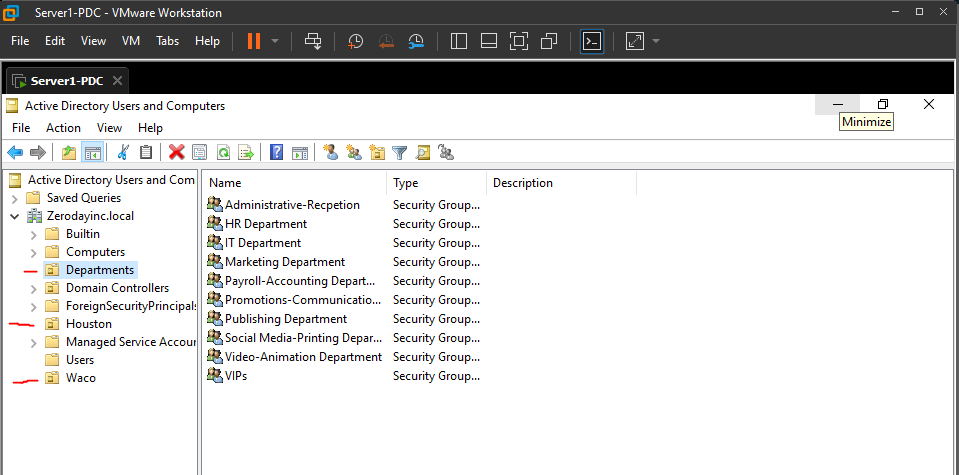 Server1-PDC - VMware Workstation
File Edit View VM Tabs Help
Server1-PDC
Active Directory Users and Computers
Minimize
File Action View Help
Active Directory Users and Com
Saved Queries
Zerodayinc.local
Builtin
Computers
Departments
Domain Controllers
ForeignSecurityPrincipals
Houston
Managed Service Accour
Users
Waco
Name Type Description
Administrative-Recpetion Security Group...
HR Department Security Group...
IT Department Security Group...
Marketing Department Security Group...
Payroll-Accounting Depart... Security Group...
Promotions-Communicatio... Security Group...
Publishing Department Security Group...
Social Media-Printing Depar... Security Group...
Video-Animation Department Security Group...
VIPs Security Group...